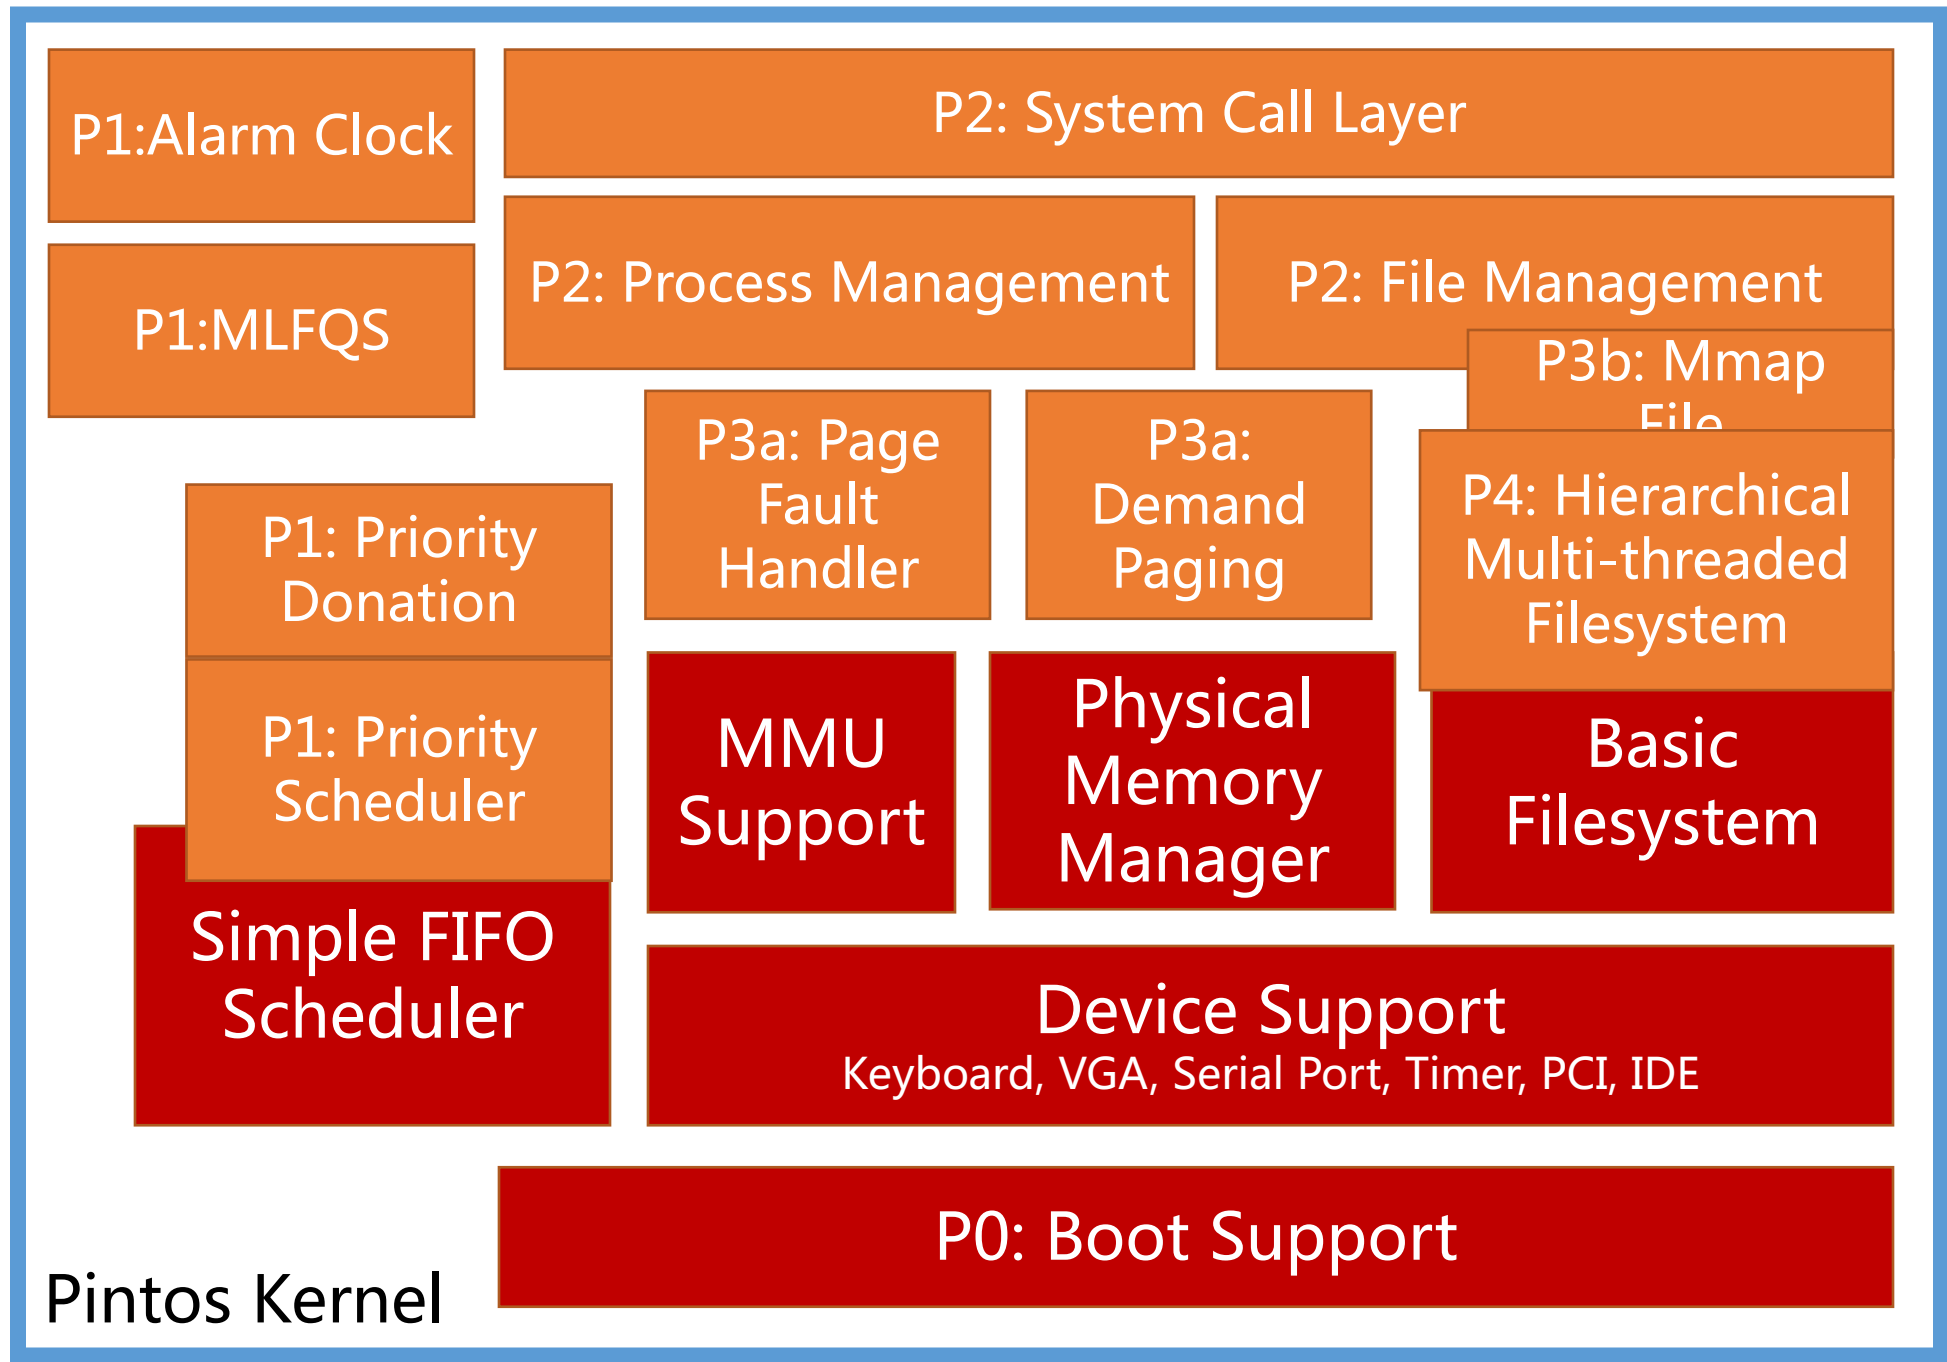 P1:Alarm Clock
P2: System Call Layer
P1:MLFQS
P2: Process Management
P2: File Management
P3b: Mmap
File
P3a: Page
Fault
Handler
P3a:
Demand
Paging
P4: Hierarchical
Multi-threaded
Filesystem
P1: Priority
Donation
P1: Priority
Scheduler
MMU
Support
Physical
Memory
Manager
Basic
Filesystem
Simple FIFO
Scheduler
Device Support
Keyboard, VGA, Serial Port, Timer, PCI, IDE
P0: Boot Support
Pintos Kernel